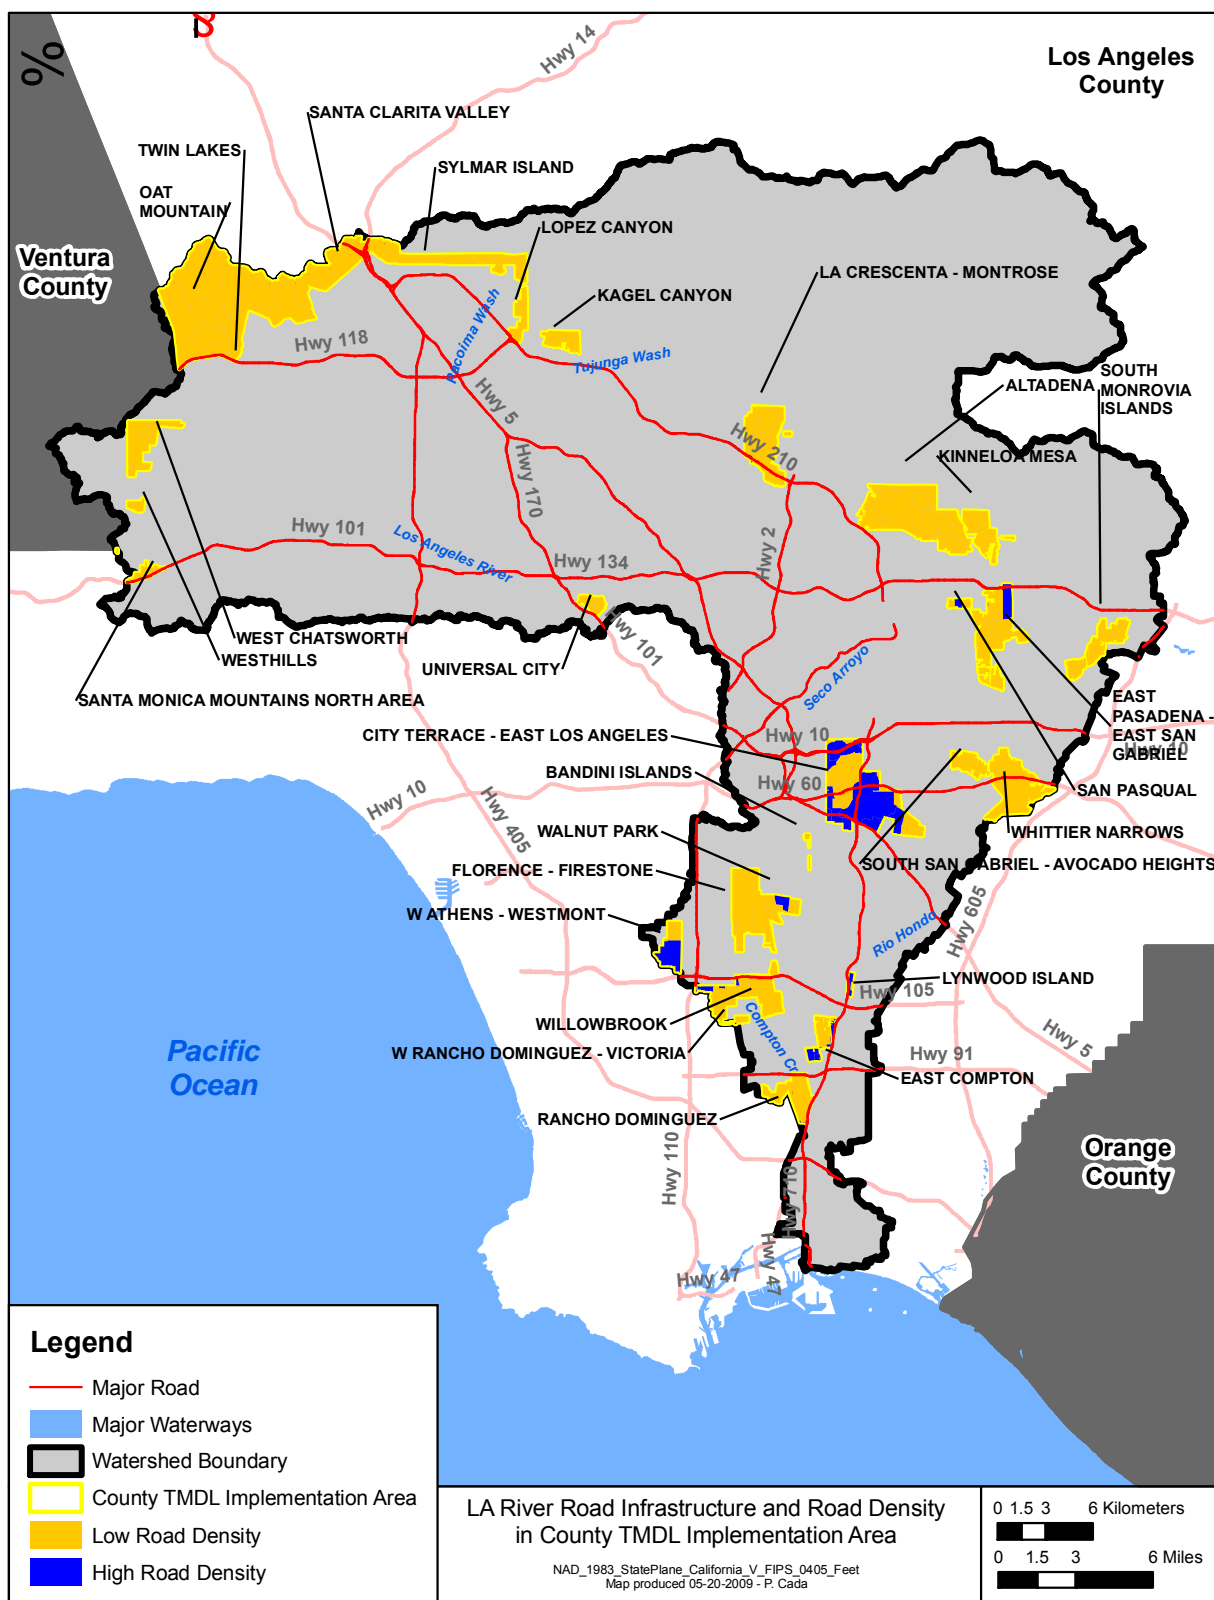 %
Hwy 14
Los Angeles
County
SANTA CLARITA VALLEY
TWIN LAKES
SYLMAR ISLAND
OAT
MOUNTAIN
LOPEZ CANYON
Ventura
County
LA CRESCENTA - MONTROSE
KAGEL CANYON
Pacoima Wash
Hwy 118
Tujunga Wash
SOUTH
MONROVIA
ISLANDS
ALTADENA
Hwy 5
Hwy 210
KINNELOA MESA
Hwy 170
Hwy 101
Los Angeles River
Hwy 2
Hwy 134
WEST CHATSWORTH
WESTHILLS
UNIVERSAL CITY
Hwy 101
Seco Arroyo
SANTA MONICA MOUNTAINS NORTH AREA
EAST
PASADENA -
EAST SAN
GABRIEL
CITY TERRACE - EAST LOS ANGELES
Hwy 10
Hwy 10
BANDINI ISLANDS
Hwy 60
SAN PASQUAL
Hwy 10
Hwy 405
WALNUT PARK
WHITTIER NARROWS
FLORENCE - FIRESTONE
SOUTH SAN GABRIEL - AVOCADO HEIGHTS
W ATHENS - WESTMONT
Rio Hondo
Hwy 605
LYNWOOD ISLAND
Hwy 105
WILLOWBROOK
Compton Cr
Hwy 5
W RANCHO DOMINGUEZ - VICTORIA
Hwy 91
Pacific
Ocean
EAST COMPTON
RANCHO DOMINGUEZ
Hwy 110
Orange
County
Hwy 710
Hwy 47
Hwy 47
Legend
Major Road
Major Waterways
Watershed Boundary
County TMDL Implementation Area
Low Road Density
High Road Density
LA River Road Infrastructure and Road Density
in County TMDL Implementation Area
NAD_1983_StatePlane_California_V_FIPS_0405_Feet
Map produced 05-20-2009 - P. Cada
0 1.5 3 6 Kilometers
0 1.5 3 6 Miles